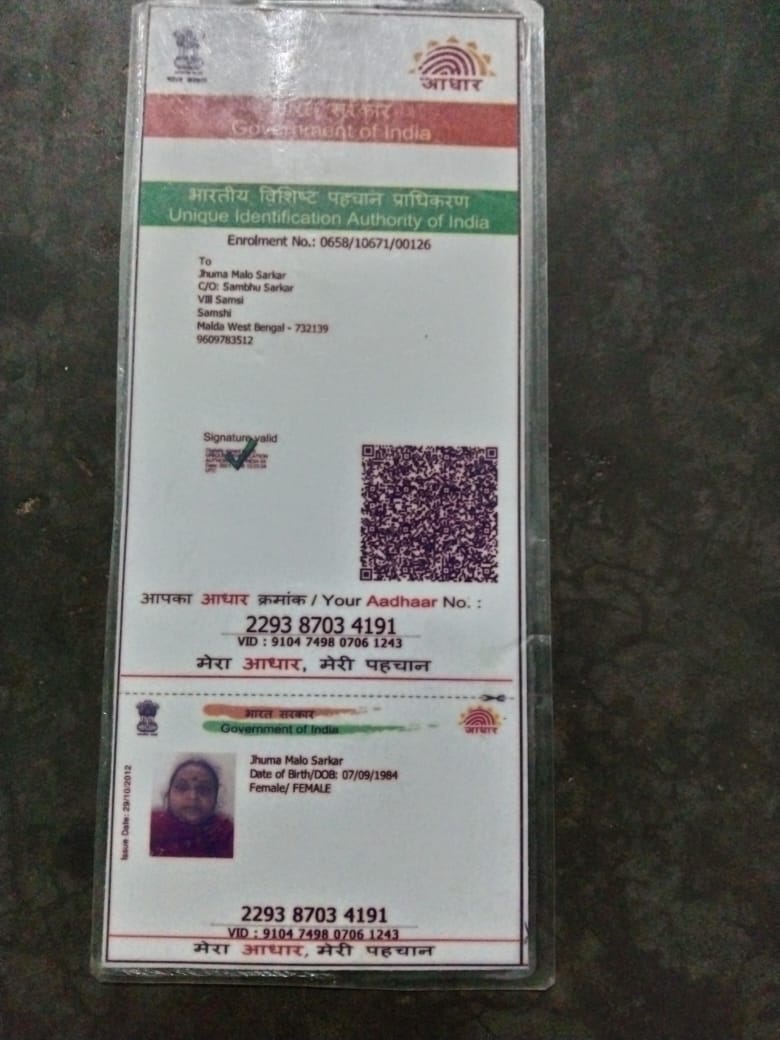 भारत सरकार
आधार
भारत सरकार
Government of India
भारतीय विशिष्ट पहचान प्राधिकरण
Unique Identification Authority of India
Enrolment No.: 0658/10671/00126
To
Jhuma Malo Sarkar
C/O: Sambhu Sarkar
Vill Samsi
Samshi
Malda West Bengal - 732139
9609783512
Signature valid
आपका आधार क्रमांक / Your Aadhaar No. :
2293 8703 4191
VID : 9104 7498 0706 1243
मेरा आधार, मेरी पहचान
भारत सरकार
Government of India
आधार
Issue Date: 29/10/2012
Jhuma Malo Sarkar
Date of Birth/DOB: 07/09/1984
Female/ FEMALE
2293 8703 4191
VID : 9104 7498 0706 1243
मेरा आधार, मेरी पहचान